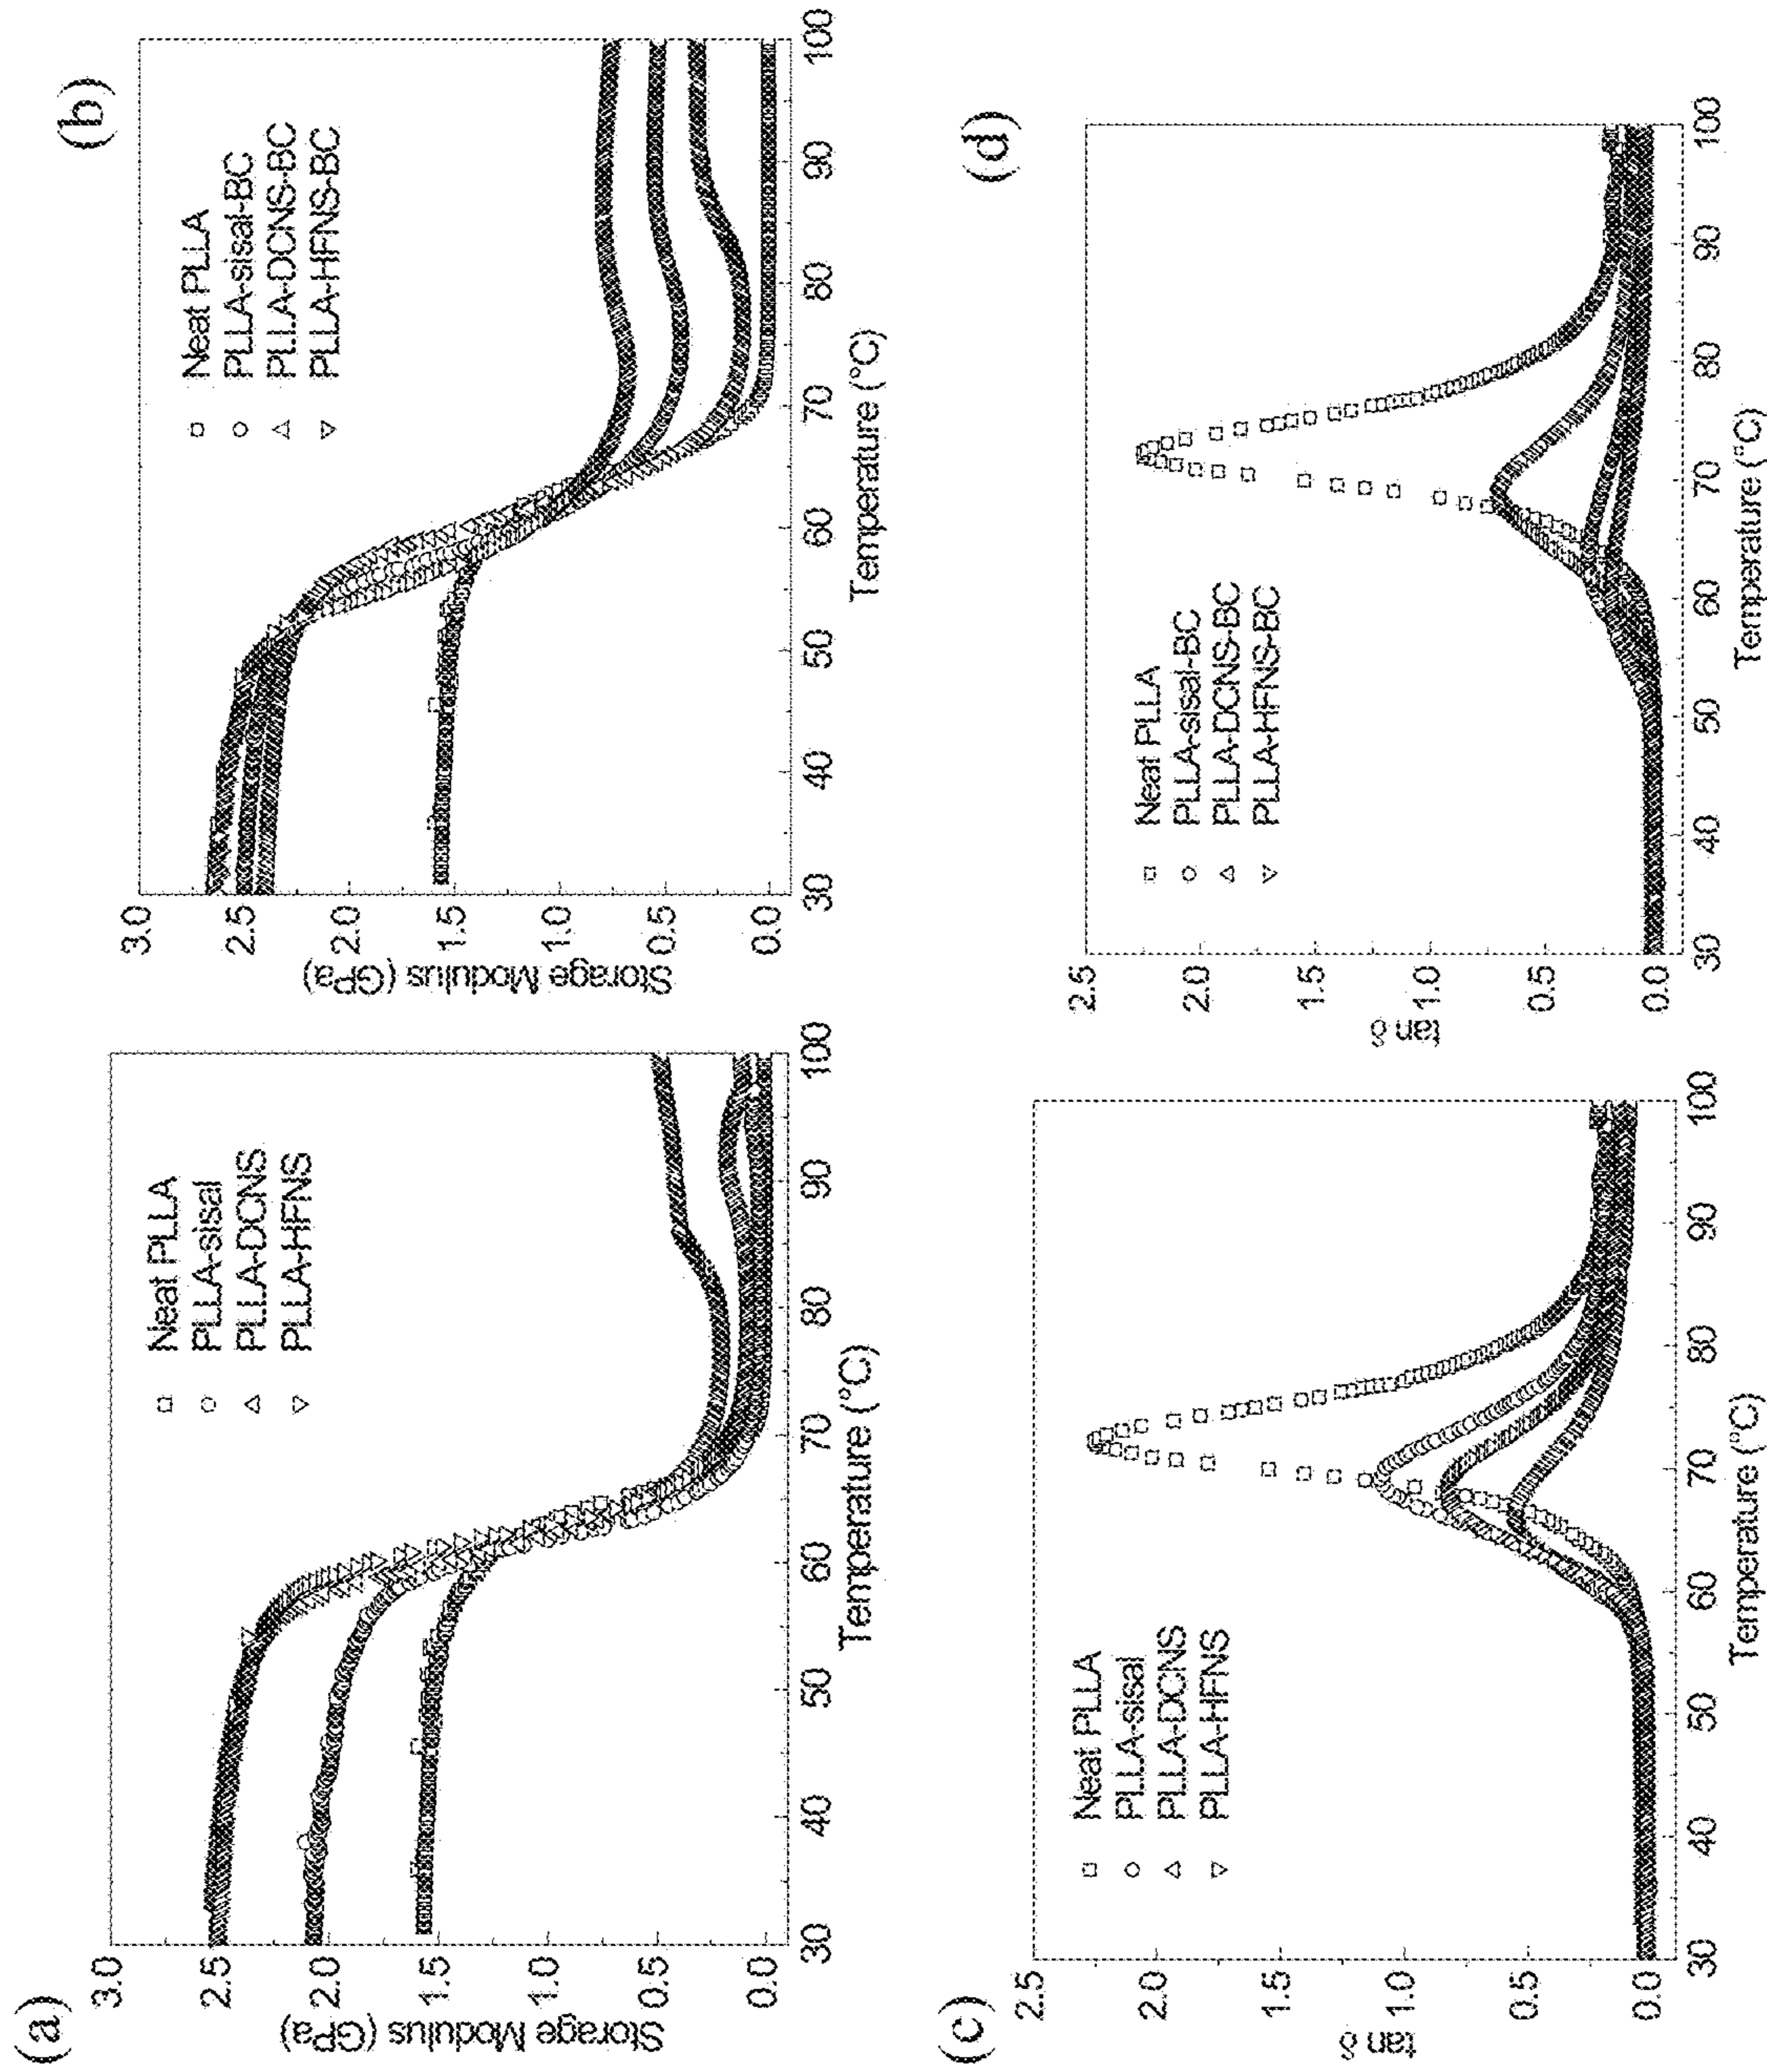 (a)
Storage Modulus (GPa)
3.0
2.5
2.0
1.5
1.0
0.5
0.0
Neat PLLA
PLLA-sisal
PLLA-DCNS
PLLA-HFNS
30 40 50 60 70 80 90 100
Temperature (°C)
(b)
Storage Modulus (GPa)
3.0
2.5
2.0
1.5
1.0
0.5
0.0
Neat PLLA
PLLA-sisal-BC
PLLA-DCNS-BC
PLLA-HFNS-BC
30 40 50 60 70 80 90 100
Temperature (°C)
(c)
tan δ
2.5
2.0
1.5
1.0
0.5
0.0
Neat PLLA
PLLA-sisal
PLLA-DCNS
PLLA-HFNS
30 40 50 60 70 80 90 100
Temperature (°C)
(d)
tan δ
2.5
2.0
1.5
1.0
0.5
0.0
Neat PLLA
PLLA-sisal-BC
PLLA-DCNS-BC
PLLA-HFNS-BC
30 40 50 60 70 80 90 100
Temperature (°C)